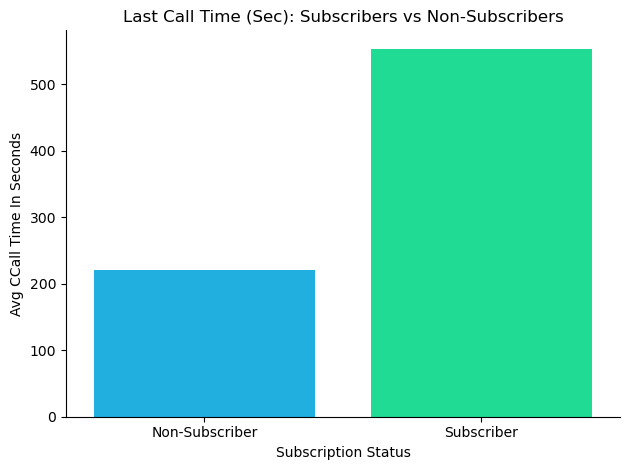 Last Call Time (Sec): Subscribers vs Non-Subscribers
500
400
300
200
100
0
Avg CCall Time In Seconds
Non-Subscriber
Subscriber
Subscription Status